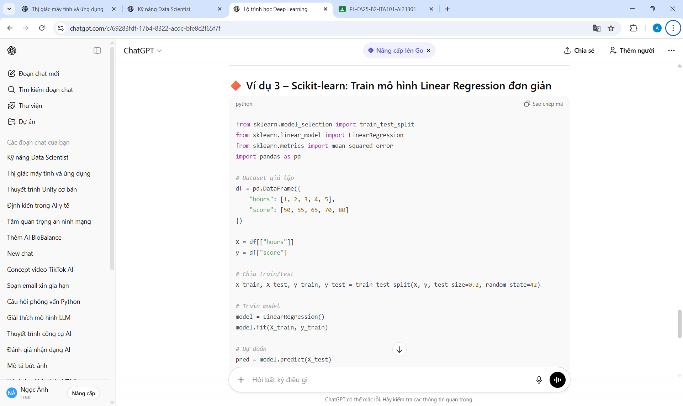 Thị giác máy tính và ứng dụng
Kỹ năng Data Scientist
Lộ trình học Deep Learning
chatgpt.com/c/
ChatGPT
Nâng cấp lên Go
Chia sẻ
Thêm người
Đoạn chat mới
Tìm kiếm đoạn chat
Thư viện
Dự án
Các đoạn chat của bạn
Kỹ năng Data Scientist
Thị giác máy tính và ứng dụng
Thuyết trình Unity cơ bản
Định kiến trong AI y tế
Tầm quan trọng an ninh mạng
Thêm AI BioBalance
New chat
Concept video TikTok AI
Soạn email xin gia hạn
Câu hỏi phỏng vấn Python
Giải thích mô hình LLM
Thuyết trình công cụ AI
Đánh giá nhận dạng AI
Mô tả bức ảnh
Ngọc Ánh
Free
Nâng cấp
Ví dụ 3 – Scikit-learn: Train mô hình Linear Regression đơn giản
python
Sao chép mã
from sklearn.model_selection import train_test_split
from sklearn.linear_model import LinearRegression
from sklearn.metrics import mean_squared_error
import pandas as pd
# Dataset giả lập
df = pd.DataFrame({
"hours": [1, 2, 3, 4, 5],
"score": [50, 55, 65, 70, 80]
})
X = df[["hours"]]
y = df["score"]
# Chia train/test
X_train, X_test, y_train, y_test = train_test_split(X, y, test_size=0.2, random_state=42)
# Train model
model = LinearRegression()
model.fit(X_train, y_train)
# Dự đoán
pred = model.predict(X_test)
Hỏi bất kỳ điều gì
ChatGPT có thể mắc lỗi. Hãy kiểm tra các thông tin quan trọng.